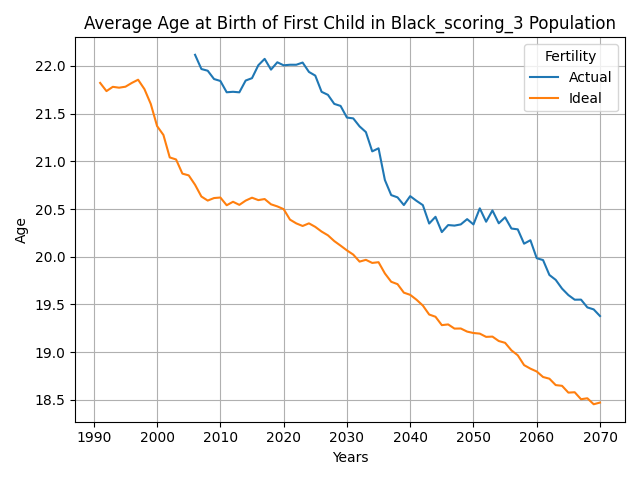 Average Age at Birth of First Child in Black_scoring_3 Population
Fertility
Actual
Ideal
22.0
21.5
21.0
20.5
20.0
19.5
19.0
18.5
Age
1990 2000 2010 2020 2030 2040 2050 2060 2070
Years